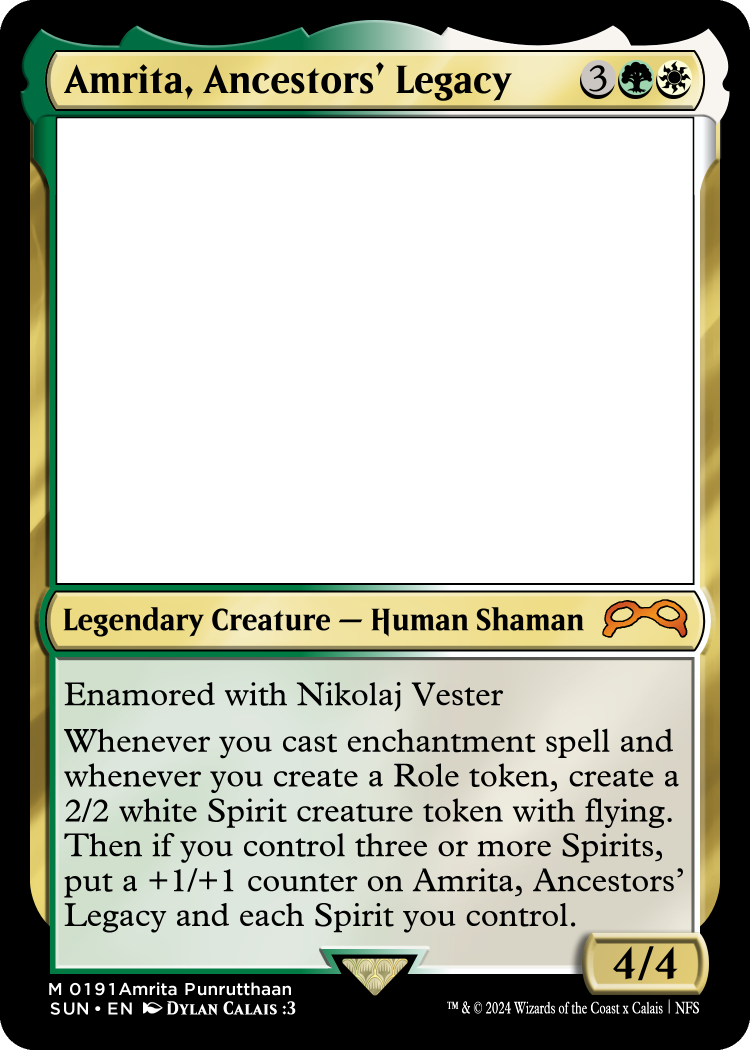 Amrita, Ancestors’ Legacy 3
Legendary Creature — Human Shaman
Enamored with Nikolaj Vester
Whenever you cast enchantment spell and
whenever you create a Role token, create a
2/2 white Spirit creature token with flying.
Then if you control three or more Spirits,
put a +1/+1 counter on Amrita, Ancestors’
Legacy and each Spirit you control.
4/4
M 0191 Amrita Punrutthaan
SUN • EN DYLAN CALAIS :3
™ & © 2024 Wizards of the Coast x Calais | NFS